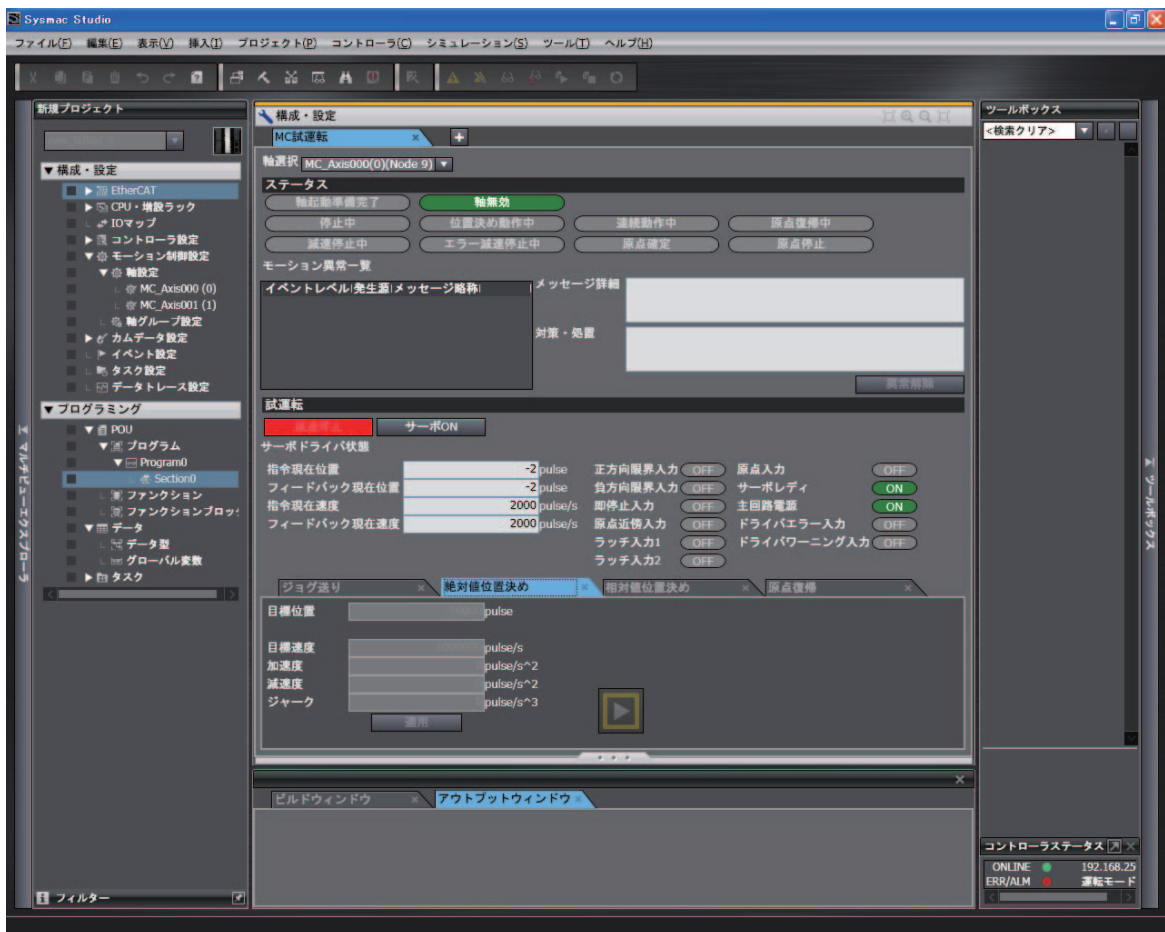 Sysmac Studio
ファイル(F) 編集(E) 表示(V) 挿入(I) プロジェクト(P) コントローラ(C) シミュレーション(S) ツール(T) ヘルプ(H)
新規プロジェクト
構成・設定
EtherCAT
CPU・増設ラック
IOマップ
コントローラ設定
モーション制御設定
軸設定
MC_Axis000 (0)
MC_Axis001 (1)
軸グループ設定
カムデータ設定
イベント設定
タスク設定
データトレース設定
プログラミング
POU
プログラム
Program0
Section0
ファンクション
ファンクションブロッ
データ
データ型
グローバル変数
タスク
フィルター
マルチビューエクスプローラ
構成・設定
MC試運転
軸選択 MC_Axis000(0)(Node 9)
ステータス
軸起動準備完了 軸無効
停止中 位置決め動作中 連続動作中 原点復帰中
減速停止中 エラー減速停止中 原点確定 原点停止
モーション異常一覧
イベントレベル 発生源 メッセージ略称
メッセージ詳細
対策・処置
異常解除
試運転
減速停止 サーボON
サーボドライバ状態
指令現在位置 -2 pulse 正方向限界入力 OFF 原点入力 OFF
フィードバック現在位置 -2 pulse 負方向限界入力 OFF サーボレディ ON
指令現在速度 2000 pulse/s 即停止入力 OFF 主回路電源 ON
フィードバック現在速度 2000 pulse/s 原点近傍入力 OFF ドライバエラー入力 OFF
ラッチ入力1 OFF ドライバワーニング入力 OFF
ラッチ入力2 OFF
ジョグ送り 絶対値位置決め 相対値位置決め 原点復帰
目標位置 pulse
目標速度 pulse/s
加速度 pulse/s^2
減速度 pulse/s^2
ジャーク pulse/s^3
適用
ビルドウィンドウ アウトプットウィンドウ
ツールボックス
<検索クリア>
コントローラステータス
ONLINE 192.168.25
ERR/ALM 運転モード
ツールボックス